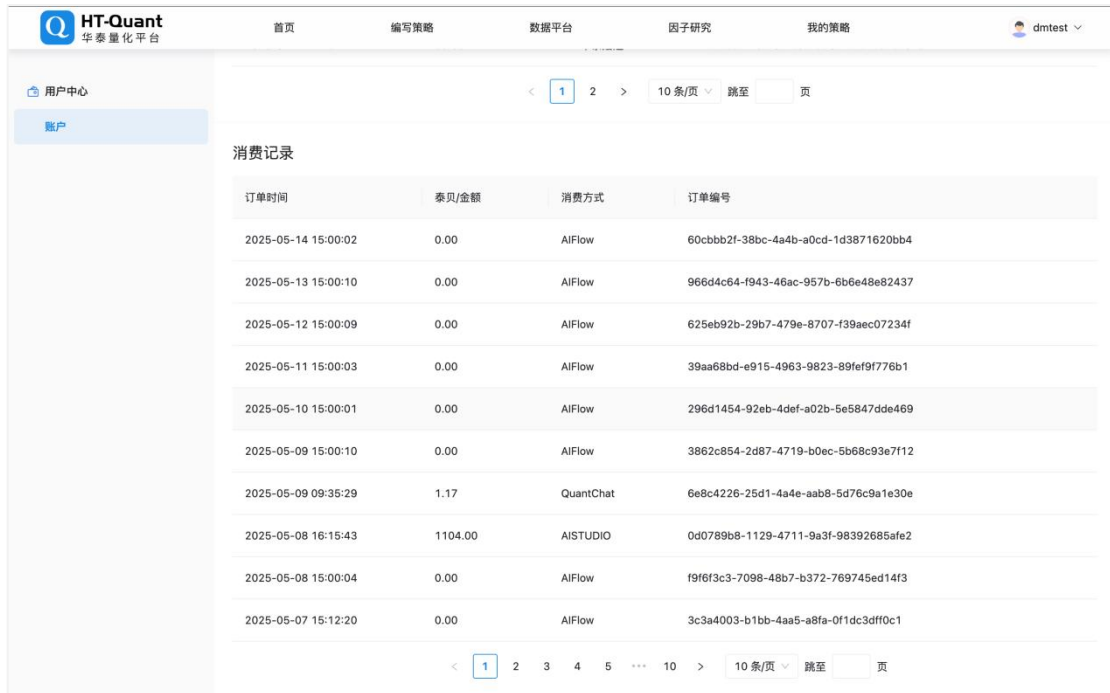 HT-Quant
华泰量化平台
首页 编写策略 数据平台 因子研究 我的策略 dmtest
用户中心
账户
< 1 2 > 10 条/页 跳至 页
消费记录
订单时间 泰贝/金额 消费方式 订单编号
2025-05-14 15:00:02 0.00 AIFlow 60cbbb2f-38bc-4a4b-a0cd-1d3871620bb4
2025-05-13 15:00:10 0.00 AIFlow 966d4c64-f943-46ac-957b-6b6e48e82437
2025-05-12 15:00:09 0.00 AIFlow 625eb92b-29b7-479e-8707-f39aec07234f
2025-05-11 15:00:03 0.00 AIFlow 39aa68bd-e915-4963-9823-89fef9f776b1
2025-05-10 15:00:01 0.00 AIFlow 296d1454-92eb-4def-a02b-5e5847dde469
2025-05-09 15:00:10 0.00 AIFlow 3862c854-2d87-4719-b0ec-5b68c93e7f12
2025-05-09 09:35:29 1.17 QuantChat 6e8c4226-25d1-4a4e-aab8-5d76c9a1e30e
2025-05-08 16:15:43 1104.00 AISTUDIO 0d0789b8-1129-4711-9a3f-98392685afe2
2025-05-08 15:00:04 0.00 AIFlow f9f6f3c3-7098-48b7-b372-769745ed14f3
2025-05-07 15:12:20 0.00 AIFlow 3c3a4003-b1bb-4aa5-a8fa-0f1dc3dff0c1
< 1 2 3 4 5 ••• 10 > 10 条/页 跳至 页